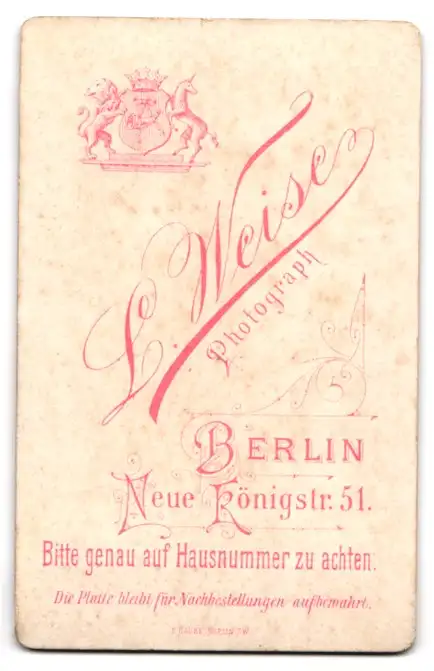 L. Weise
Photograph
BERLIN
Neue Königstr. 51.
Bitte genau auf Hausnummer zu achten.
Die Platte bleibt für Nachbestellungen aufbewahrt.